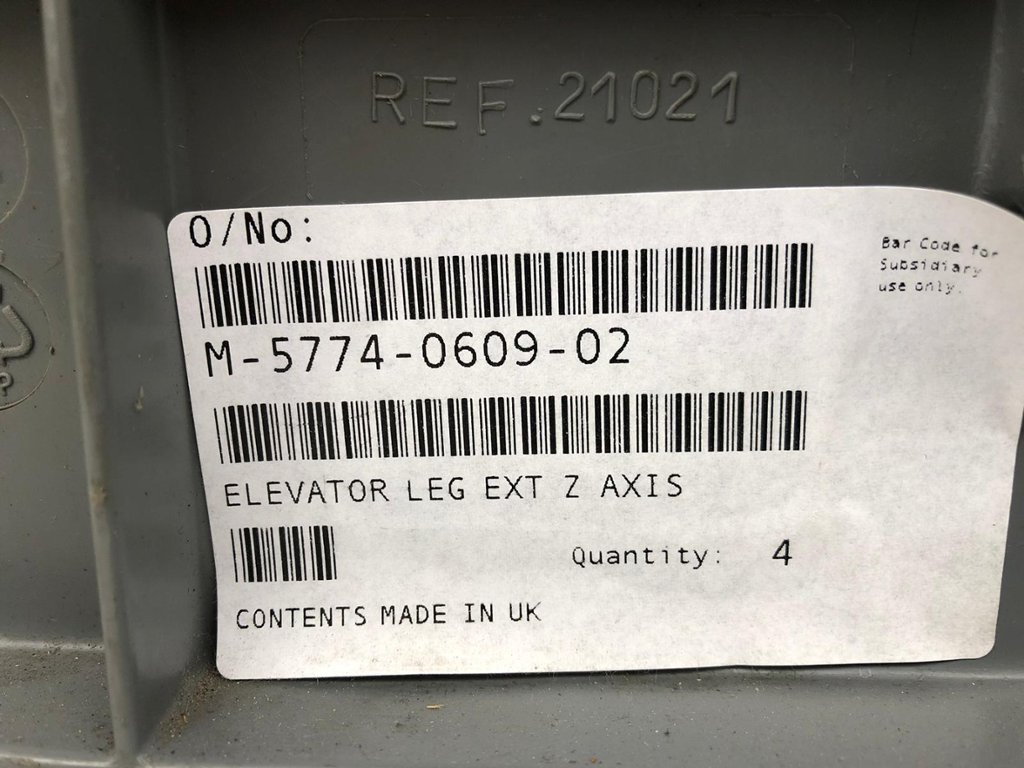 REF.21021
O/No:
Bar Code for
Subsidiary
use only.
M-5774-0609-02
ELEVATOR LEG EXT Z AXIS
Quantity: 4
CONTENTS MADE IN UK